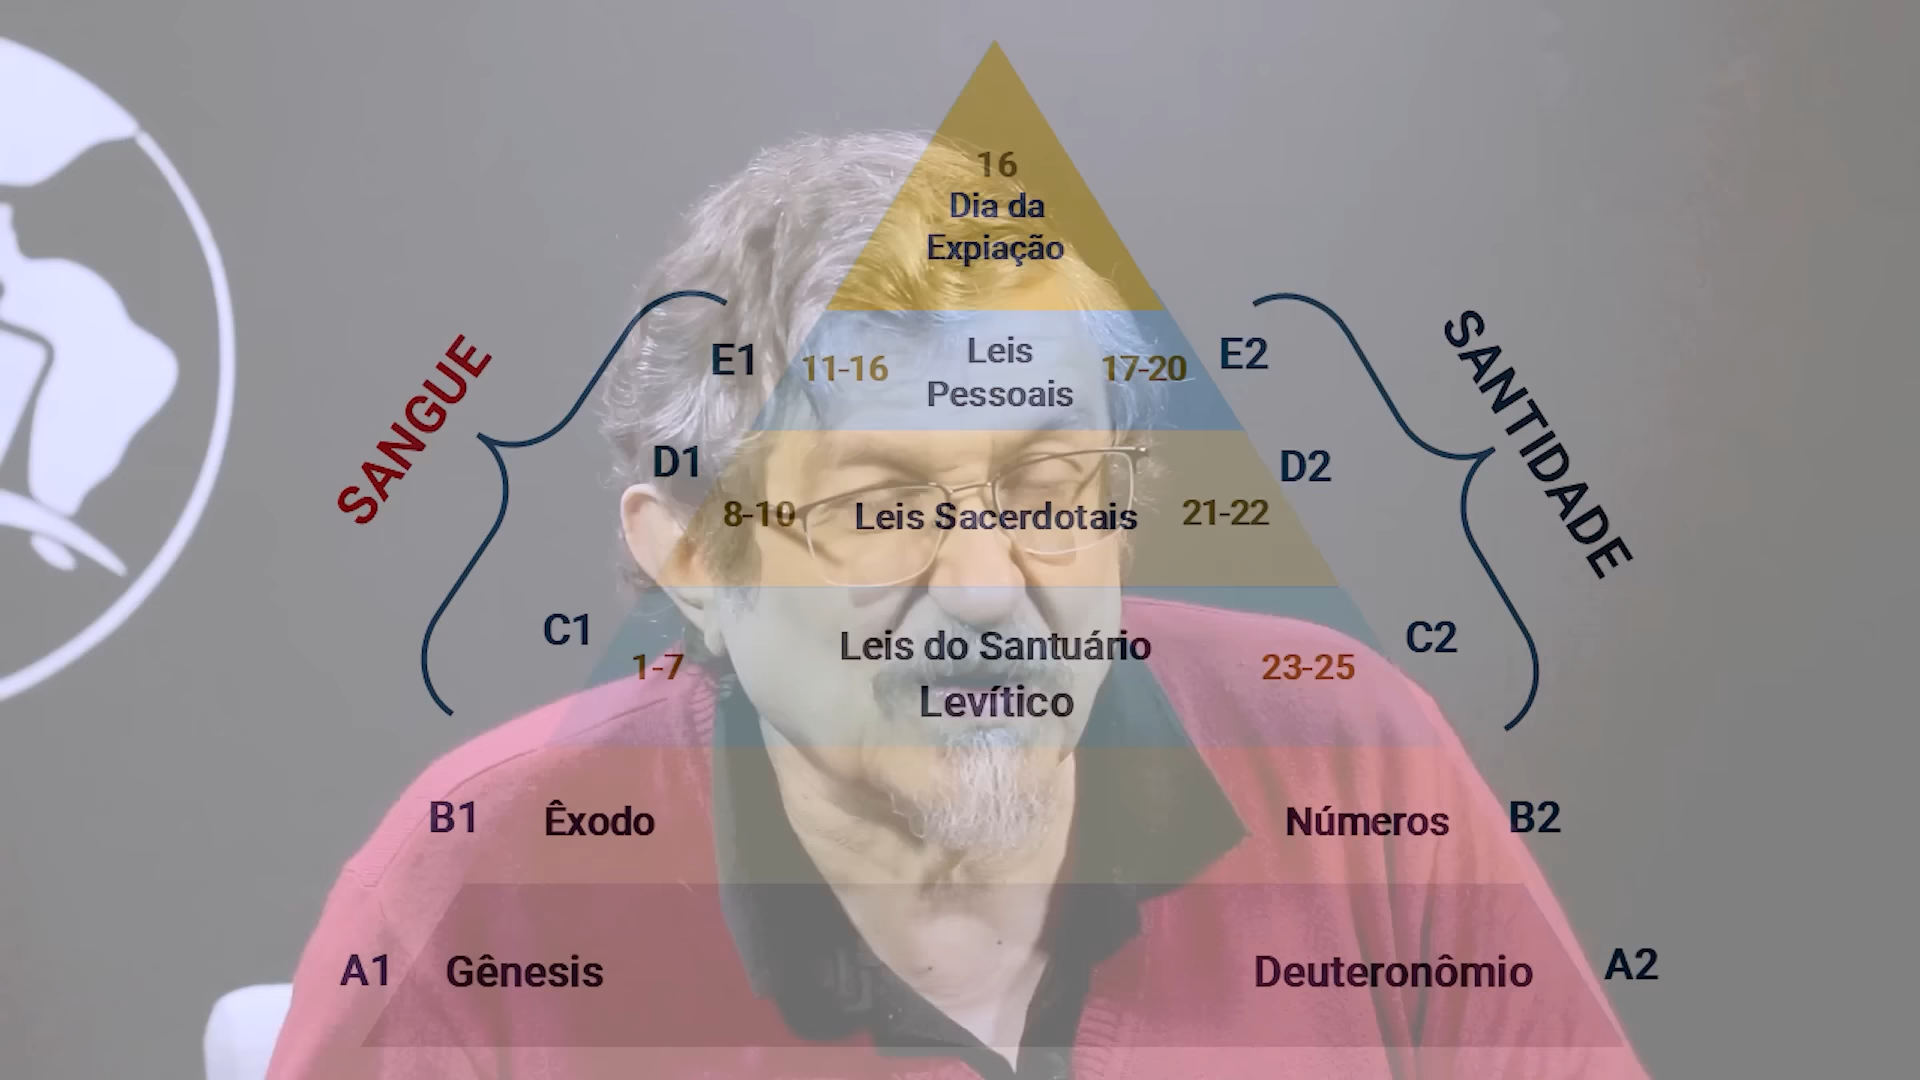 16
Dia da
Expiação
E1 11-16 Leis 17-20 E2
Pessoais
SANGUE
SANTIDADE
D1 D2
8-10 Leis Sacerdotais 21-22
C1 Leis do Santuário C2
1-7 23-25
Levítico
B1 Êxodo Números B2
A1 Gênesis Deuteronômio A2